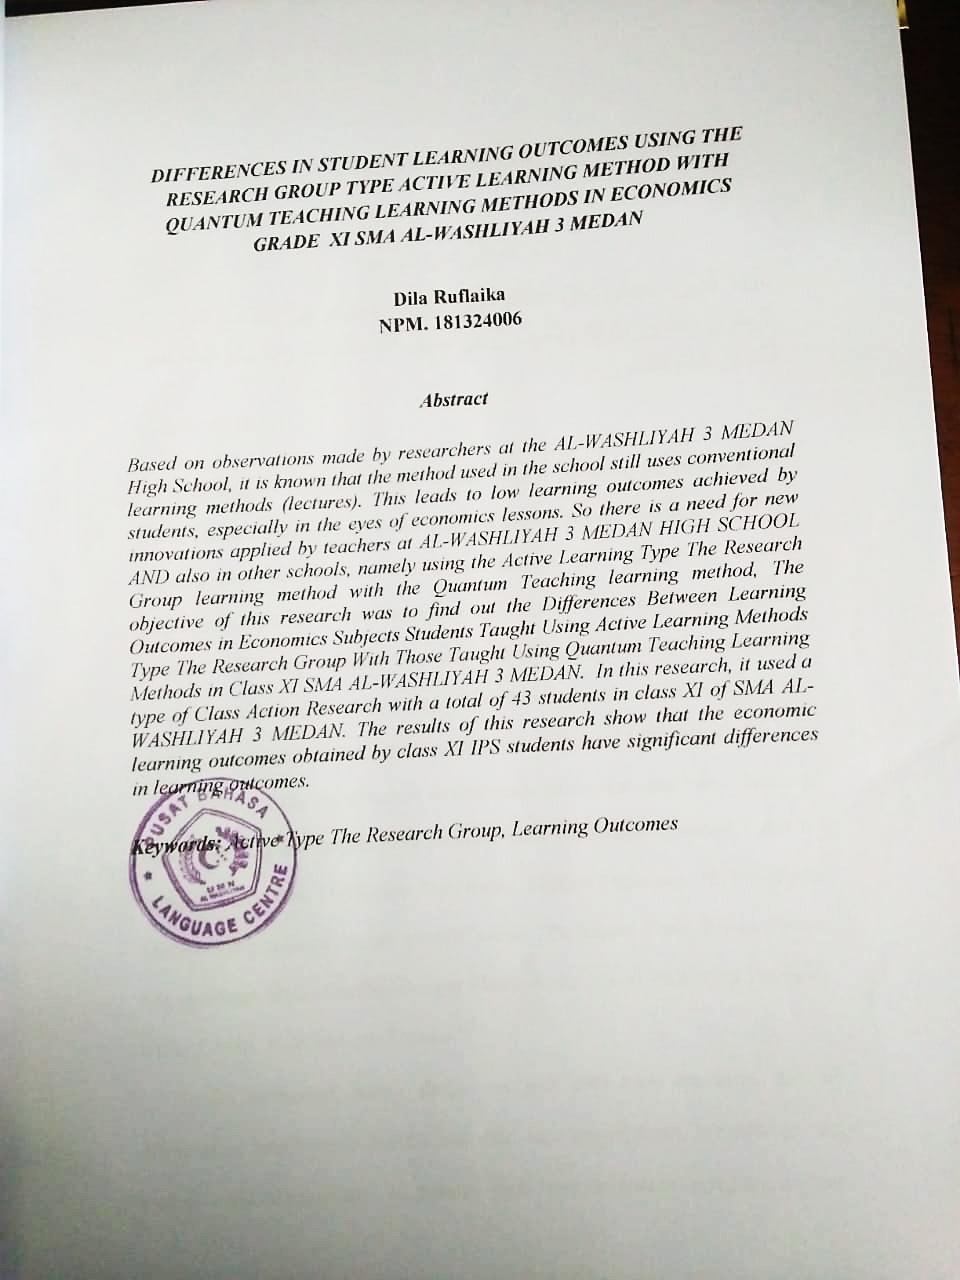 DIFFERENCES IN STUDENT LEARNING OUTCOMES USING THE
RESEARCH GROUP TYPE ACTIVE LEARNING METHOD WITH
QUANTUM TEACHING LEARNING METHODS IN ECONOMICS
GRADE XI SMA AL-WASHLIYAH 3 MEDAN
Dila Ruflaika
NPM. 181324006
Abstract
Based on observations made by researchers at the AL-WASHLIYAH 3 MEDAN
High School, it is known that the method used in the school still uses conventional
learning methods (lectures). This leads to low learning outcomes achieved by
students, especially in the eyes of economics lessons. So there is a need for new
innovations applied by teachers at AL-WASHLIYAH 3 MEDAN HIGH SCHOOL
AND also in other schools, namely using the Active Learning Type The Research
Group learning method with the Quantum Teaching learning method, The
objective of this research was to find out the Differences Between Learning
Outcomes in Economics Subjects Students Taught Using Active Learning Methods
Type The Research Group With Those Taught Using Quantum Teaching Learning
Methods in Class XI SMA AL-WASHLIYAH 3 MEDAN. In this research, it used a
type of Class Action Research with a total of 43 students in class XI of SMA AL-
WASHLIYAH 3 MEDAN. The results of this research show that the economic
learning outcomes obtained by class XI IPS students have significant differences
in learning outcomes.
Keywords: Active Type The Research Group, Learning Outcomes
PUSAT BAHASA
UMN
AL WASHLIYAH
LANGUAGE CENTRE